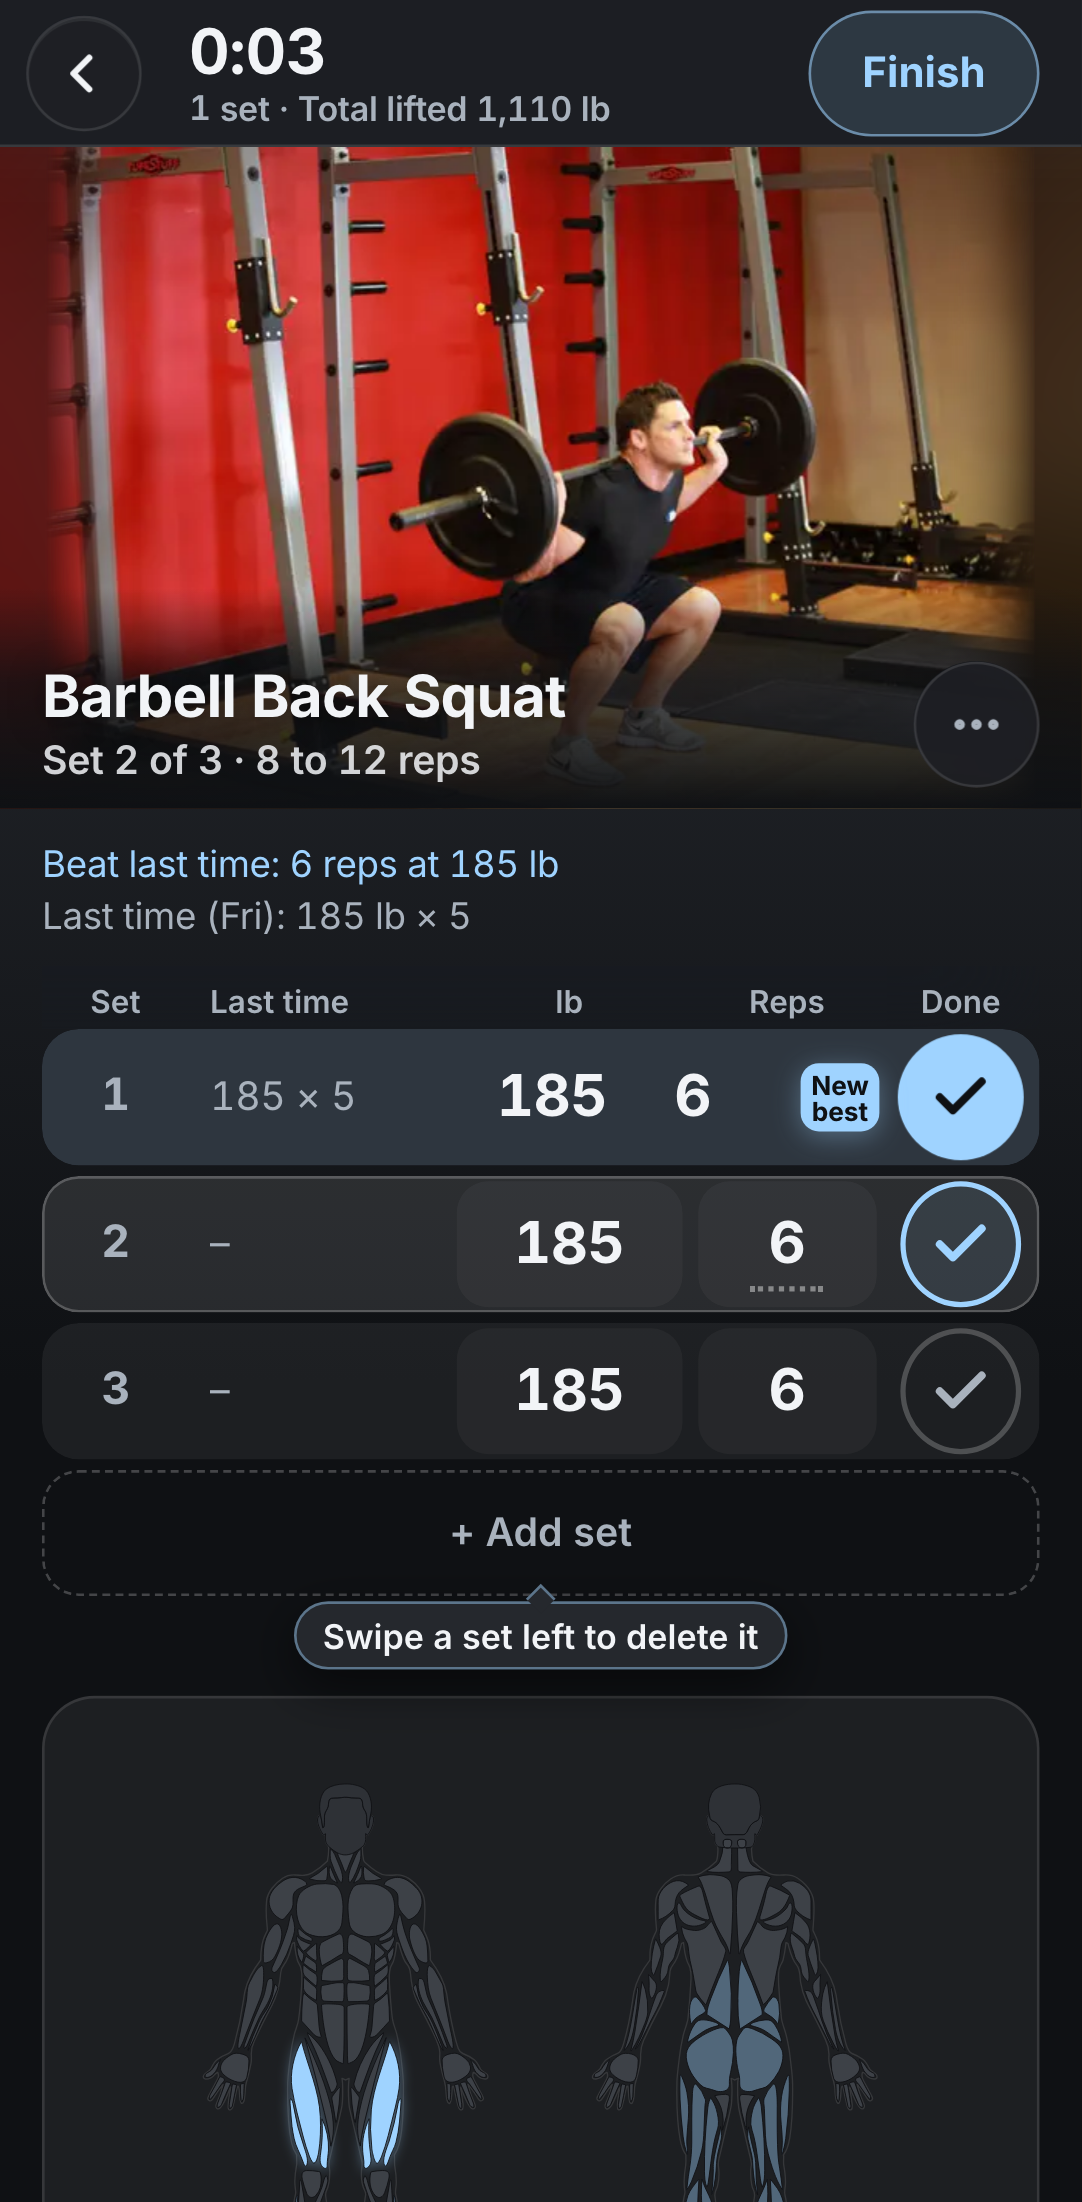 0:03
1 set · Total lifted 1,110 lb
Finish
Barbell Back Squat
Set 2 of 3 · 8 to 12 reps
Beat last time: 6 reps at 185 lb
Last time (Fri): 185 lb × 5
Set Last time lb Reps Done
1 185 × 5 185 6 New best
2 – 185 6
3 – 185 6
+ Add set
Swipe a set left to delete it